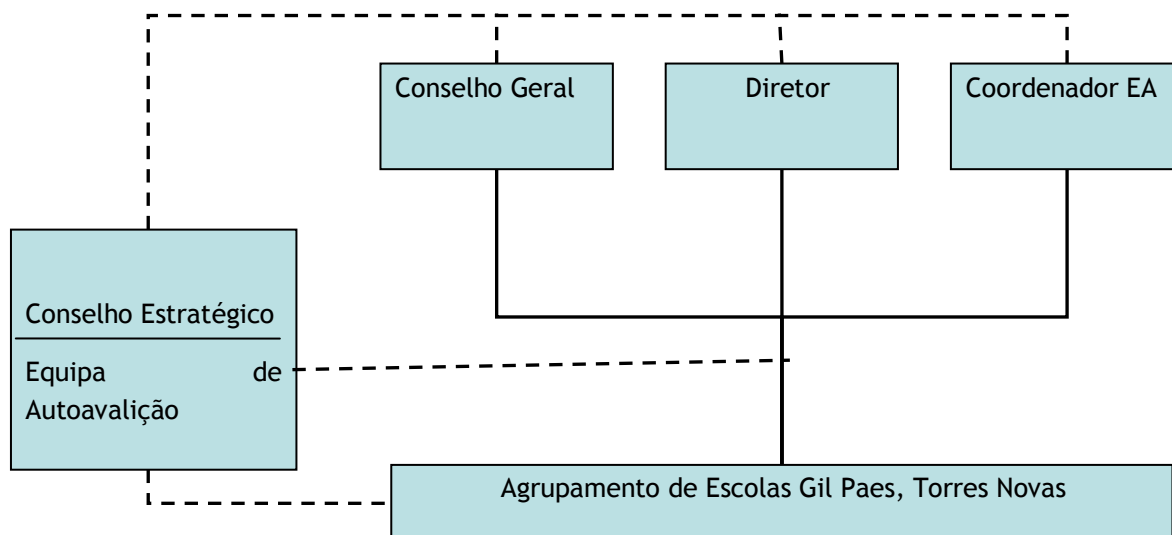 Conselho Geral
Diretor
Coordenador EA
Conselho Estratégico
Equipa de
Autoavalição
Agrupamento de Escolas Gil Paes, Torres Novas